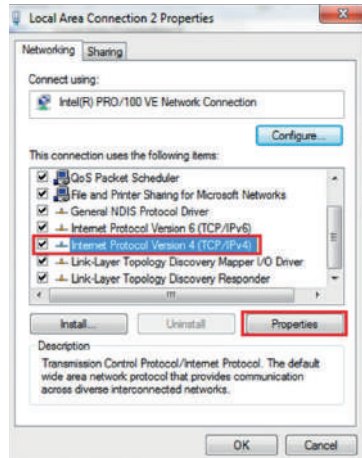 Local Area Connection 2 Properties
Networking Sharing
Connect using:
Intel(R) PRO/100 VE Network Connection
Configure...
This connection uses the following items:
QoS Packet Scheduler
File and Printer Sharing for Microsoft Networks
General NDIS Protocol Driver
Internet Protocol Version 6 (TCP/IPv6)
Internet Protocol Version 4 (TCP/IPv4)
Link-Layer Topology Discovery Mapper I/O Driver
Link-Layer Topology Discovery Responder
Install... Uninstall Properties
Description
Transmission Control Protocol/Internet Protocol. The default
wide area network protocol that provides communication
across diverse interconnected networks.
OK Cancel